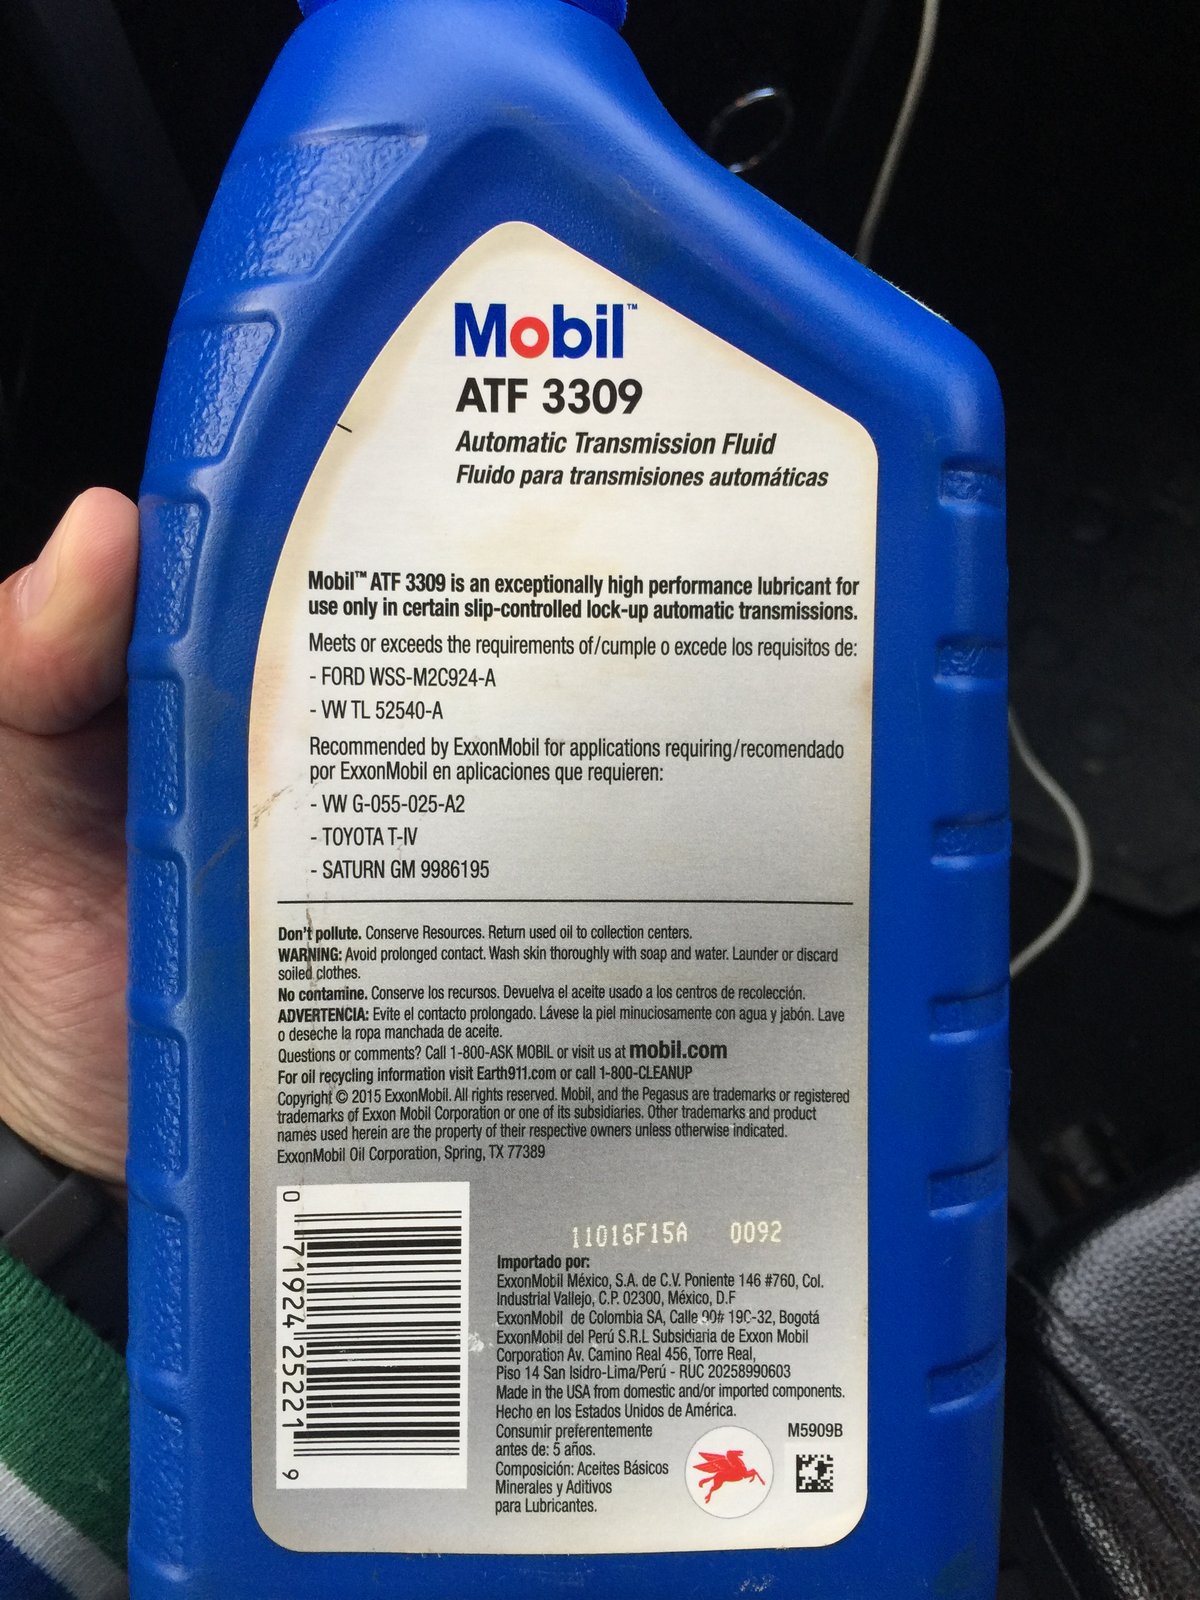 Mobil™
ATF 3309
Automatic Transmission Fluid
Fluido para transmisiones automáticas
Mobil™ ATF 3309 is an exceptionally high performance lubricant for
use only in certain slip-controlled lock-up automatic transmissions.
Meets or exceeds the requirements of/cumple o excede los requisitos de:
- FORD WSS-M2C924-A
- VW TL 52540-A
Recommended by ExxonMobil for applications requiring/recomendado
por ExxonMobil en aplicaciones que requieren:
- VW G-055-025-A2
- TOYOTA T-IV
- SATURN GM 9986195
Don't pollute. Conserve Resources. Return used oil to collection centers.
WARNING: Avoid prolonged contact. Wash skin thoroughly with soap and water. Launder or discard
soiled clothes.
No contamine. Conserve los recursos. Devuelva el aceite usado a los centros de recolección.
ADVERTENCIA: Evite el contacto prolongado. Lávese la piel minuciosamente con agua y jabón. Lave
o deseche la ropa manchada de aceite.
Questions or comments? Call 1-800-ASK MOBIL or visit us at mobil.com
For oil recycling information visit Earth911.com or call 1-800-CLEANUP
Copyright © 2015 ExxonMobil. All rights reserved. Mobil, and the Pegasus are trademarks or registered
trademarks of Exxon Mobil Corporation or one of its subsidiaries. Other trademarks and product
names used herein are the property of their respective owners unless otherwise indicated.
ExxonMobil Oil Corporation, Spring, TX 77389
0 71924 25221 9
11016F15A 0092
Importado por:
ExxonMobil México, S.A. de C.V. Poniente 146 #760, Col.
Industrial Vallejo, C.P. 02300, México, D.F
ExxonMobil de Colombia SA, Calle 90# 19C-32, Bogotá
ExxonMobil del Perú S.R.L Subsidiaria de Exxon Mobil
Corporation Av. Camino Real 456, Torre Real,
Piso 14 San Isidro-Lima/Perú - RUC 20258990603
Made in the USA from domestic and/or imported components.
Hecho en los Estados Unidos de América.
Consumir preferentemente
antes de: 5 años.
Composición: Aceites Básicos
Minerales y Aditivos
para Lubricantes.
M5909B